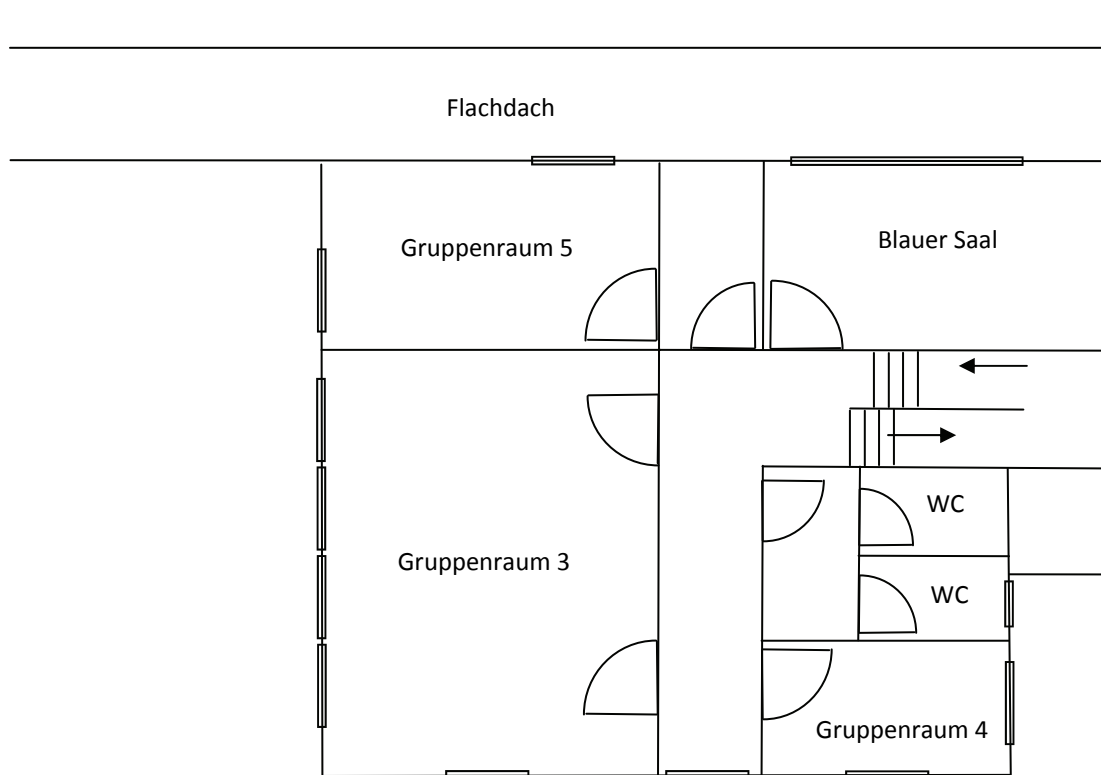 Flachdach
Gruppenraum 5
Blauer Saal
WC
Gruppenraum 3
WC
Gruppenraum 4